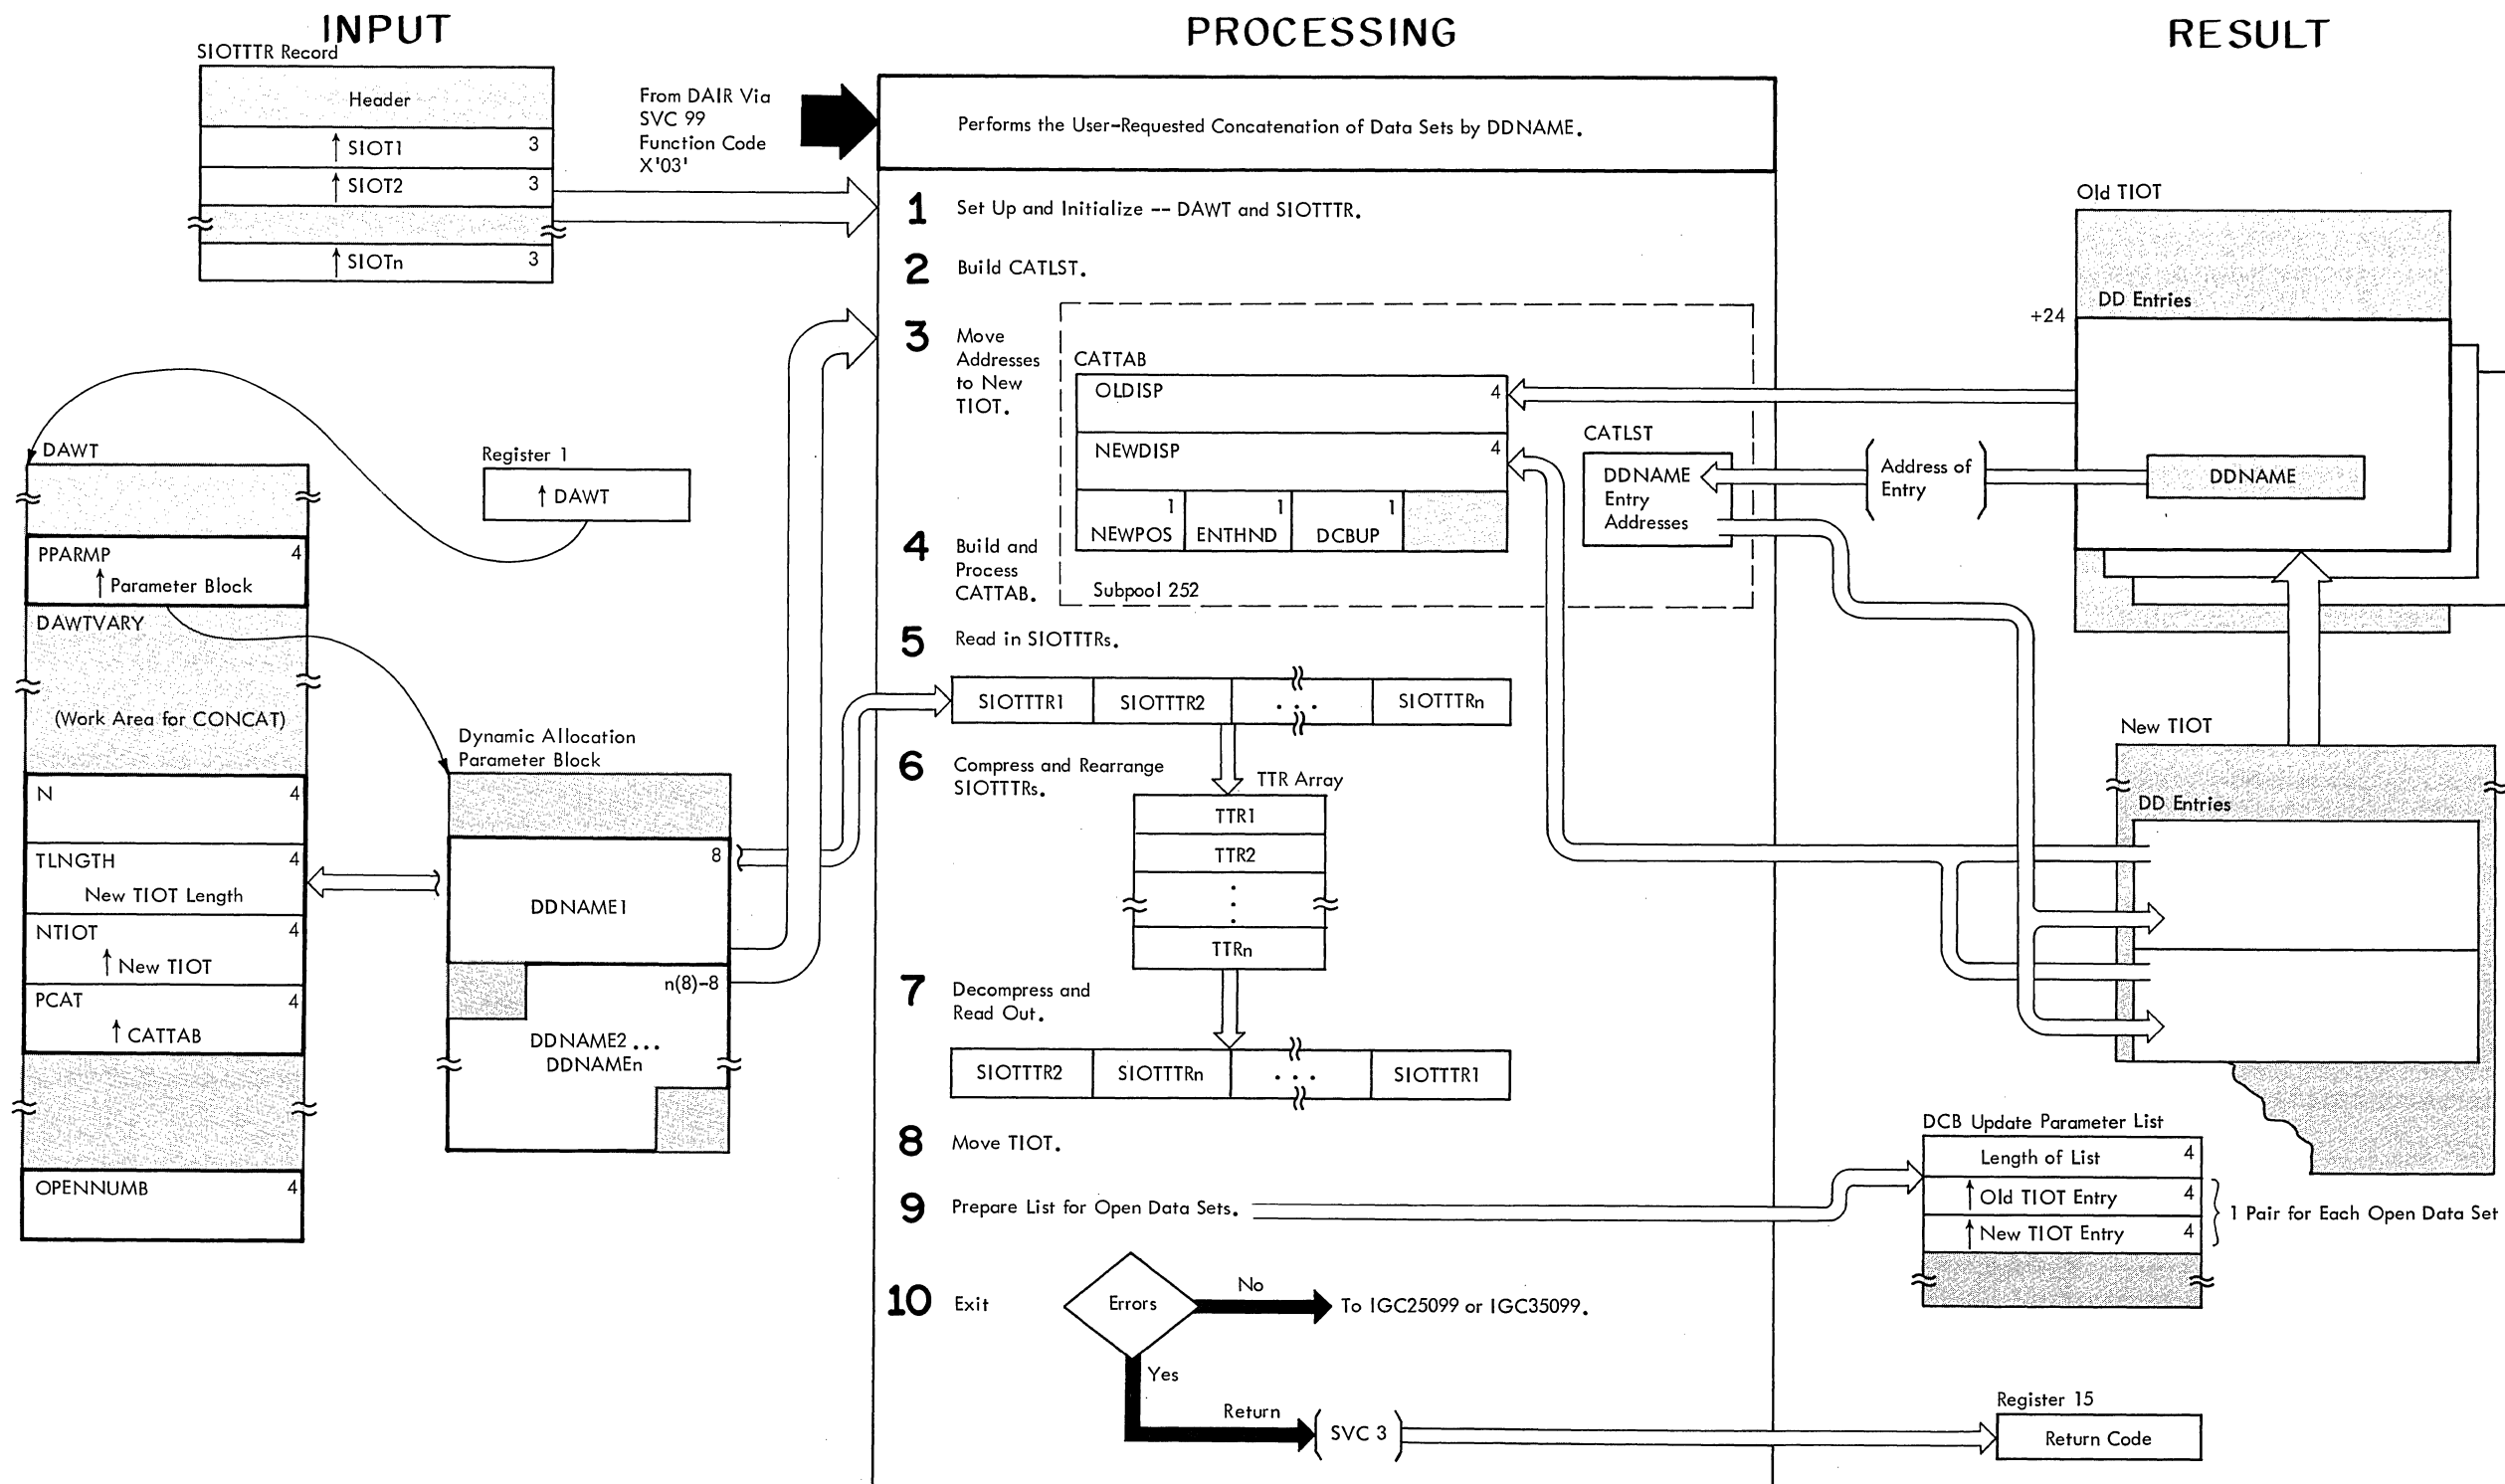 INPUT
SIOTTTR Record
Header
↑ SIOT1 3
↑ SIOT2 3
↑ SIOTn 3
DAWT
PPARMP 4
↑ Parameter Block
DAWTVARY
(Work Area for CONCAT)
N 4
TLNGTH 4
New TIOT Length
NTIOT 4
↑ New TIOT
PCAT 4
↑ CATTAB
OPENNUMB 4
Register 1
↑ DAWT
Dynamic Allocation
Parameter Block
8
DDNAME1
n(8)-8
DDNAME2 ...
DDNAMEn
PROCESSING
From DAIR Via
SVC 99
Function Code
X'03'
Performs the User-Requested Concatenation of Data Sets by DDNAME.
1 Set Up and Initialize -- DAWT and SIOTTTR.
2 Build CATLST.
3 Move
Addresses
to New
TIOT.
CATTAB
OLDISP 4
NEWDISP 4
1 1 1
NEWPOS ENTHND DCBUP
CATLST
DDNAME
Entry
Addresses
Subpool 252
4 Build and
Process
CATTAB.
5 Read in SIOTTTRs.
SIOTTTR1 SIOTTTR2 . . . SIOTTTRn
6 Compress and Rearrange
SIOTTTRs.
TTR Array
TTR1
TTR2
.
.
.
TTRn
7 Decompress and
Read Out.
SIOTTTR2 SIOTTTRn . . . SIOTTTR1
8 Move TIOT.
9 Prepare List for Open Data Sets.
10 Exit
Errors
No
To IGC25099 or IGC35099.
Yes
Return
SVC 3
RESULT
Old TIOT
DD Entries
+24
Address of
Entry
DDNAME
New TIOT
DD Entries
DCB Update Parameter List
Length of List 4
↑ Old TIOT Entry 4
↑ New TIOT Entry 4
1 Pair for Each Open Data Set
Register 15
Return Code